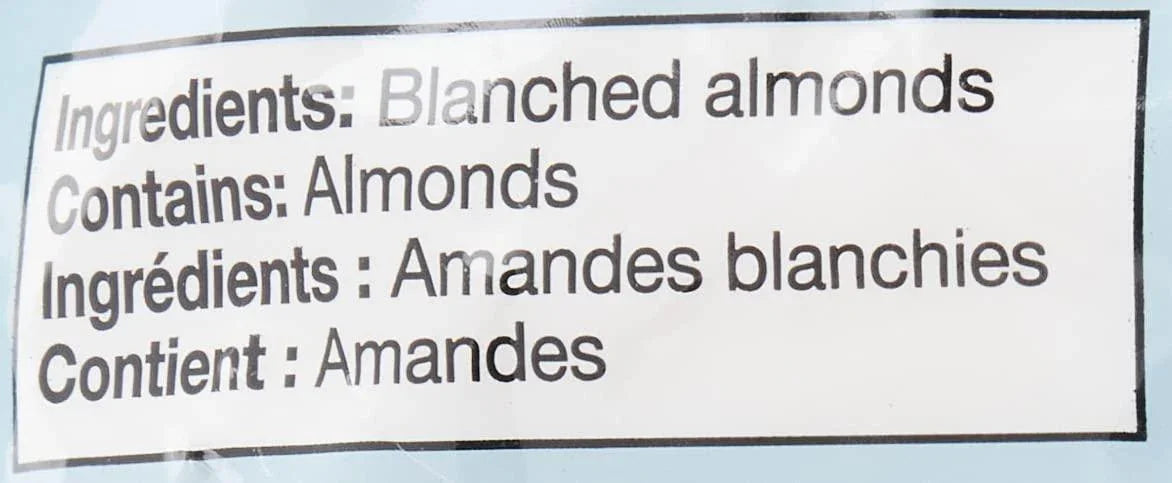 Ingredients: Blanched almonds
Contains: Almonds
Ingrédients : Amandes blanchies
Contient : Amandes